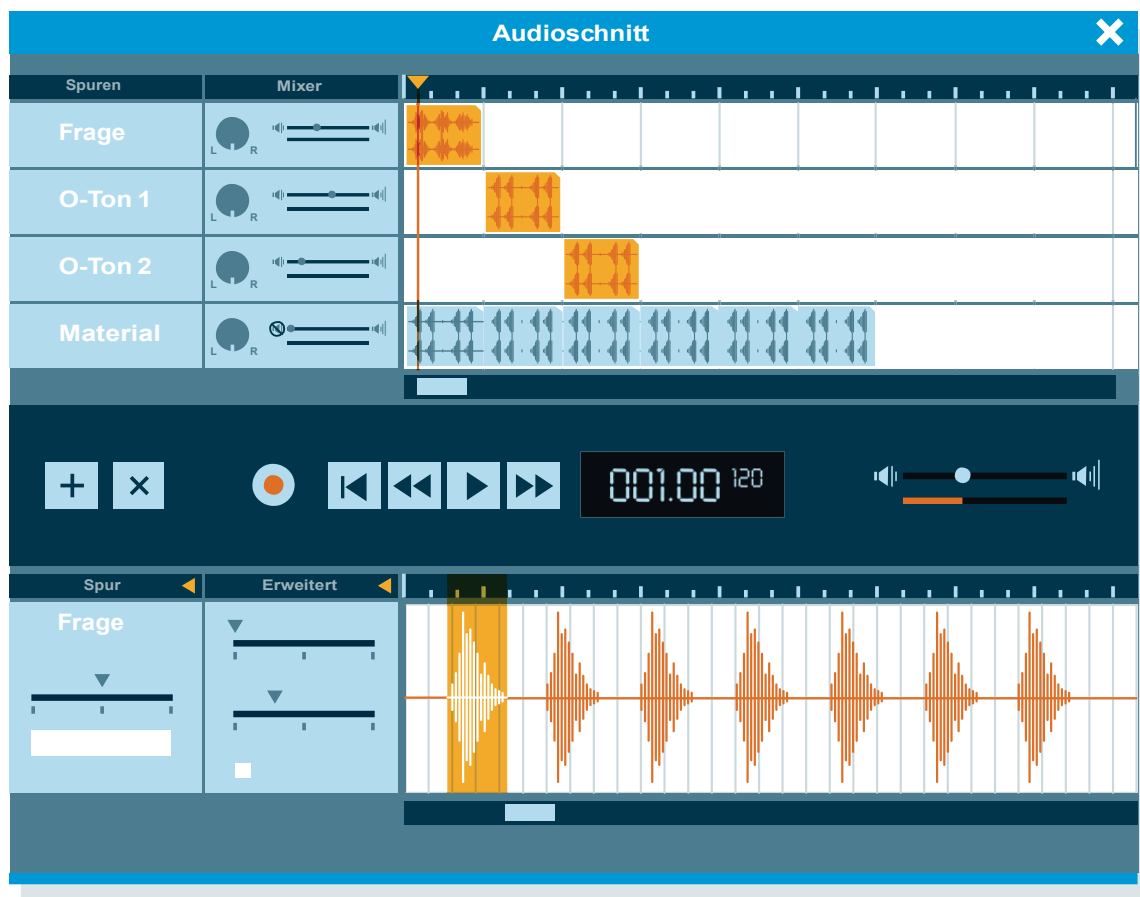 Audioschnitt
Spuren Mixer
Frage
L R
O-Ton 1
L R
O-Ton 2
L R
Material
L R
001.00 120
Spur Erweitert
Frage